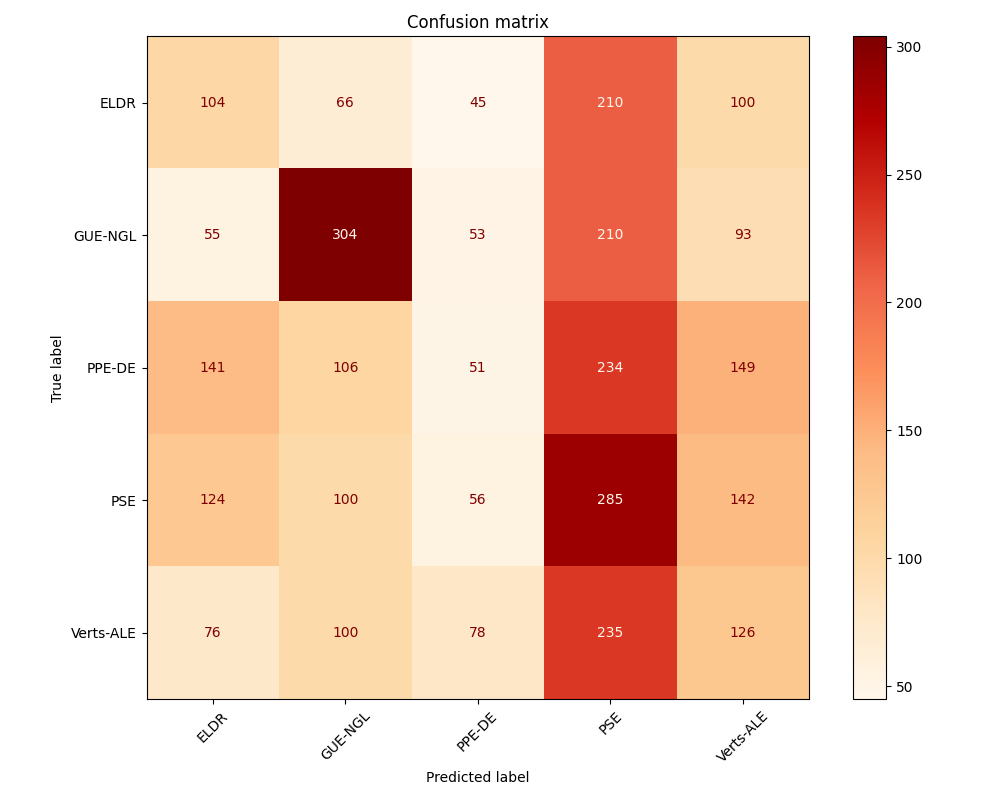 Confusion matrix
ELDR 104 66 45 210 100
GUE-NGL 55 304 53 210 93
PPE-DE 141 106 51 234 149
PSE 124 100 56 285 142
Verts-ALE 76 100 78 235 126
True label
ELDR GUE-NGL PPE-DE PSE Verts-ALE
Predicted label
300
250
200
150
100
50